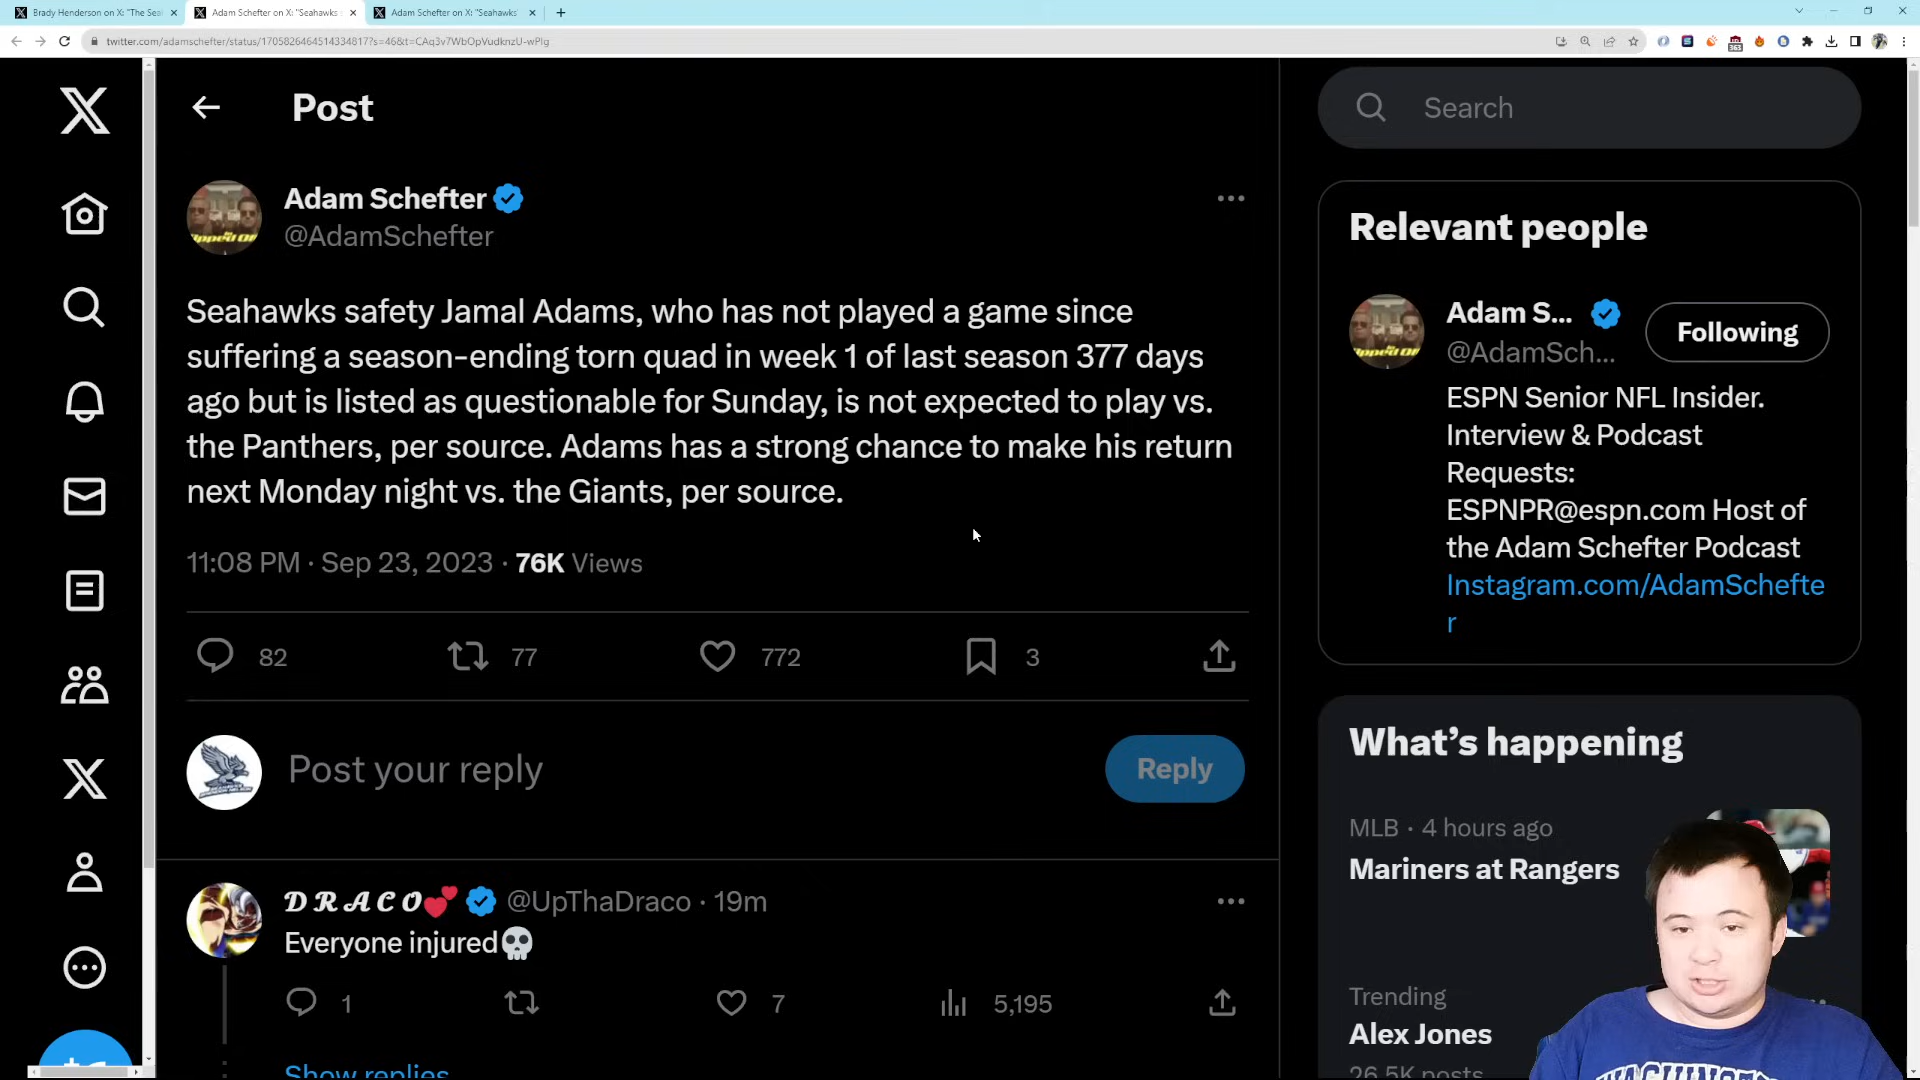 Brady Henderson on X: "The Sea
Adam Schefter on X: "Seahawks
Adam Schefter on X: "Seahawks'
twitter.com/adamschefter/status/1705826464514334817?s=46&t=CAq3v7WbOpVudknzU-wPlg
363
Post
Search
Adam Schefter
@AdamSchefter
Seahawks safety Jamal Adams, who has not played a game since
suffering a season-ending torn quad in week 1 of last season 377 days
ago but is listed as questionable for Sunday, is not expected to play vs.
the Panthers, per source. Adams has a strong chance to make his return
next Monday night vs. the Giants, per source.
11:08 PM · Sep 23, 2023 · 76K Views
82 77 772 3
Post your reply
Reply
𝓓𝓡𝓐𝓒𝓞💕 @UpThaDraco · 19m
Everyone injured💀
1 7 5,195
Show replies
Relevant people
Adam S...
@AdamSch...
Following
ESPN Senior NFL Insider.
Interview & Podcast
Requests:
ESPNPR@espn.com Host of
the Adam Schefter Podcast
Instagram.com/AdamSchefte
r
What's happening
MLB · 4 hours ago
Mariners at Rangers
Trending
Alex Jones
26.5K posts